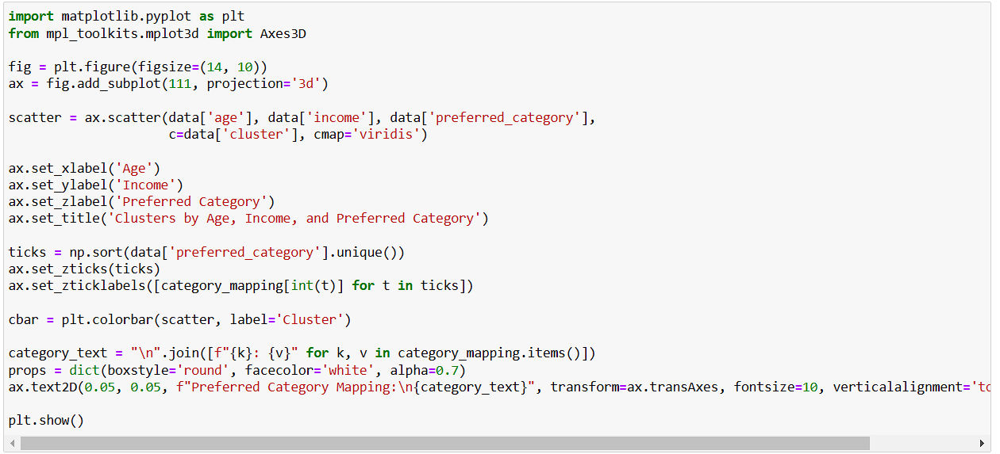 import matplotlib.pyplot as plt
from mpl_toolkits.mplot3d import Axes3D

fig = plt.figure(figsize=(14, 10))
ax = fig.add_subplot(111, projection='3d')

scatter = ax.scatter(data['age'], data['income'], data['preferred_category'],
                     c=data['cluster'], cmap='viridis')

ax.set_xlabel('Age')
ax.set_ylabel('Income')
ax.set_zlabel('Preferred Category')
ax.set_title('Clusters by Age, Income, and Preferred Category')

ticks = np.sort(data['preferred_category'].unique())
ax.set_zticks(ticks)
ax.set_zticklabels([category_mapping[int(t)] for t in ticks])

cbar = plt.colorbar(scatter, label='Cluster')

category_text = "\n".join([f"{k}: {v}" for k, v in category_mapping.items()])
props = dict(boxstyle='round', facecolor='white', alpha=0.7)
ax.text2D(0.05, 0.05, f"Preferred Category Mapping:\n{category_text}", transform=ax.transAxes, fontsize=10, verticalalignment='

plt.show()